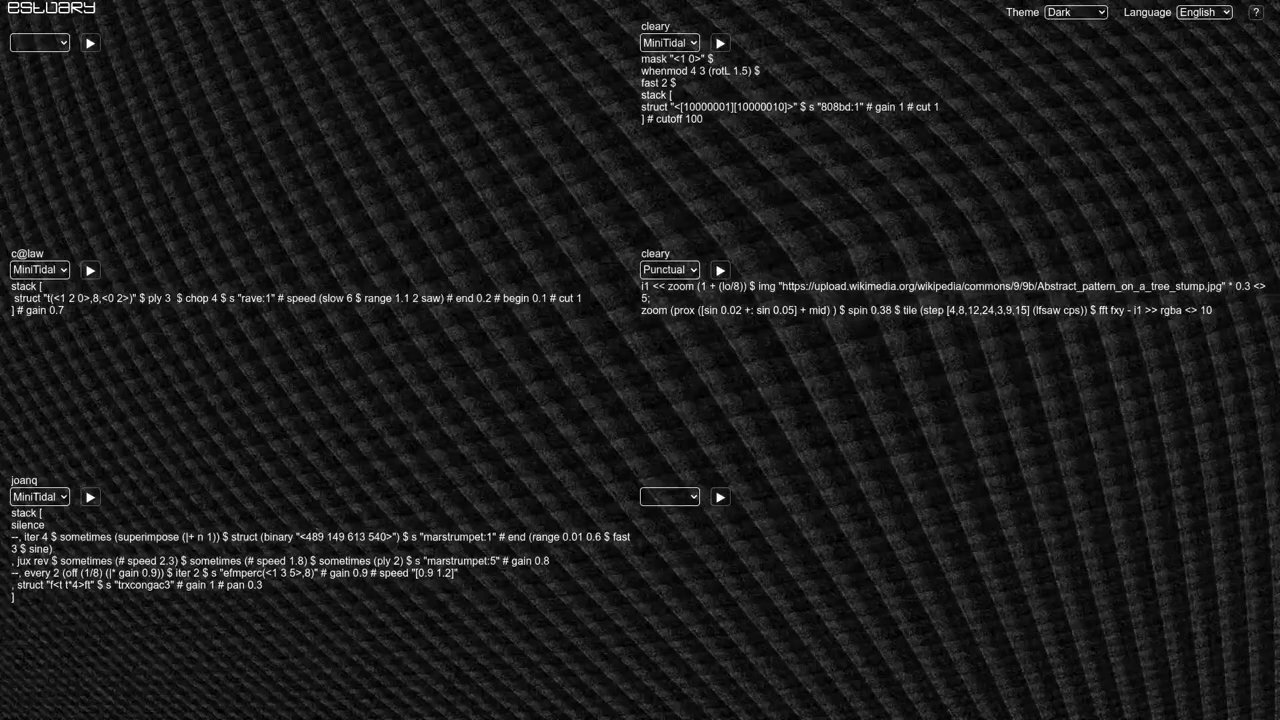 estuary
Theme Dark Language English ?
cleary
MiniTidal
mask "<1 0>" $
whenmod 4 3 (rotL 1.5) $
fast 2 $
stack [
struct "<[10000001][10000010]>" $ s "808bd:1" # gain 1 # cut 1
] # cutoff 100
c@law
MiniTidal
stack [
struct "t(<1 2 0>,8,<0 2>)" $ ply 3 $ chop 4 $ s "rave:1" # speed (slow 6 $ range 1.1 2 saw) # end 0.2 # begin 0.1 # cut 1
] # gain 0.7
cleary
Punctual
i1 << zoom (1 + (lo/8)) $ img "https://upload.wikimedia.org/wikipedia/commons/9/9b/Abstract_pattern_on_a_tree_stump.jpg" * 0.3 <>
5;
zoom (prox ([sin 0.02 +: sin 0.05] + mid) ) $ spin 0.38 $ tile (step [4,8,12,24,3,9,15] (lfsaw cps)) $ fft fxy - i1 >> rgba <> 10
joanq
MiniTidal
stack [
silence
--, iter 4 $ sometimes (superimpose (|+ n 1)) $ struct (binary "<489 149 613 540>") $ s "marstrumpet:1" # end (range 0.01 0.6 $ fast
3 $ sine)
, jux rev $ sometimes (# speed 2.3) $ sometimes (# speed 1.8) $ sometimes (ply 2) $ s "marstrumpet:5" # gain 0.8
--, every 2 (off (1/8) (|* gain 0.9)) $ iter 2 $ s "efmperc(<1 3 5>,8)" # gain 0.9 # speed "[0.9 1.2]"
, struct "f<t t*4>ft" $ s "trxcongac3" # gain 1 # pan 0.3
]